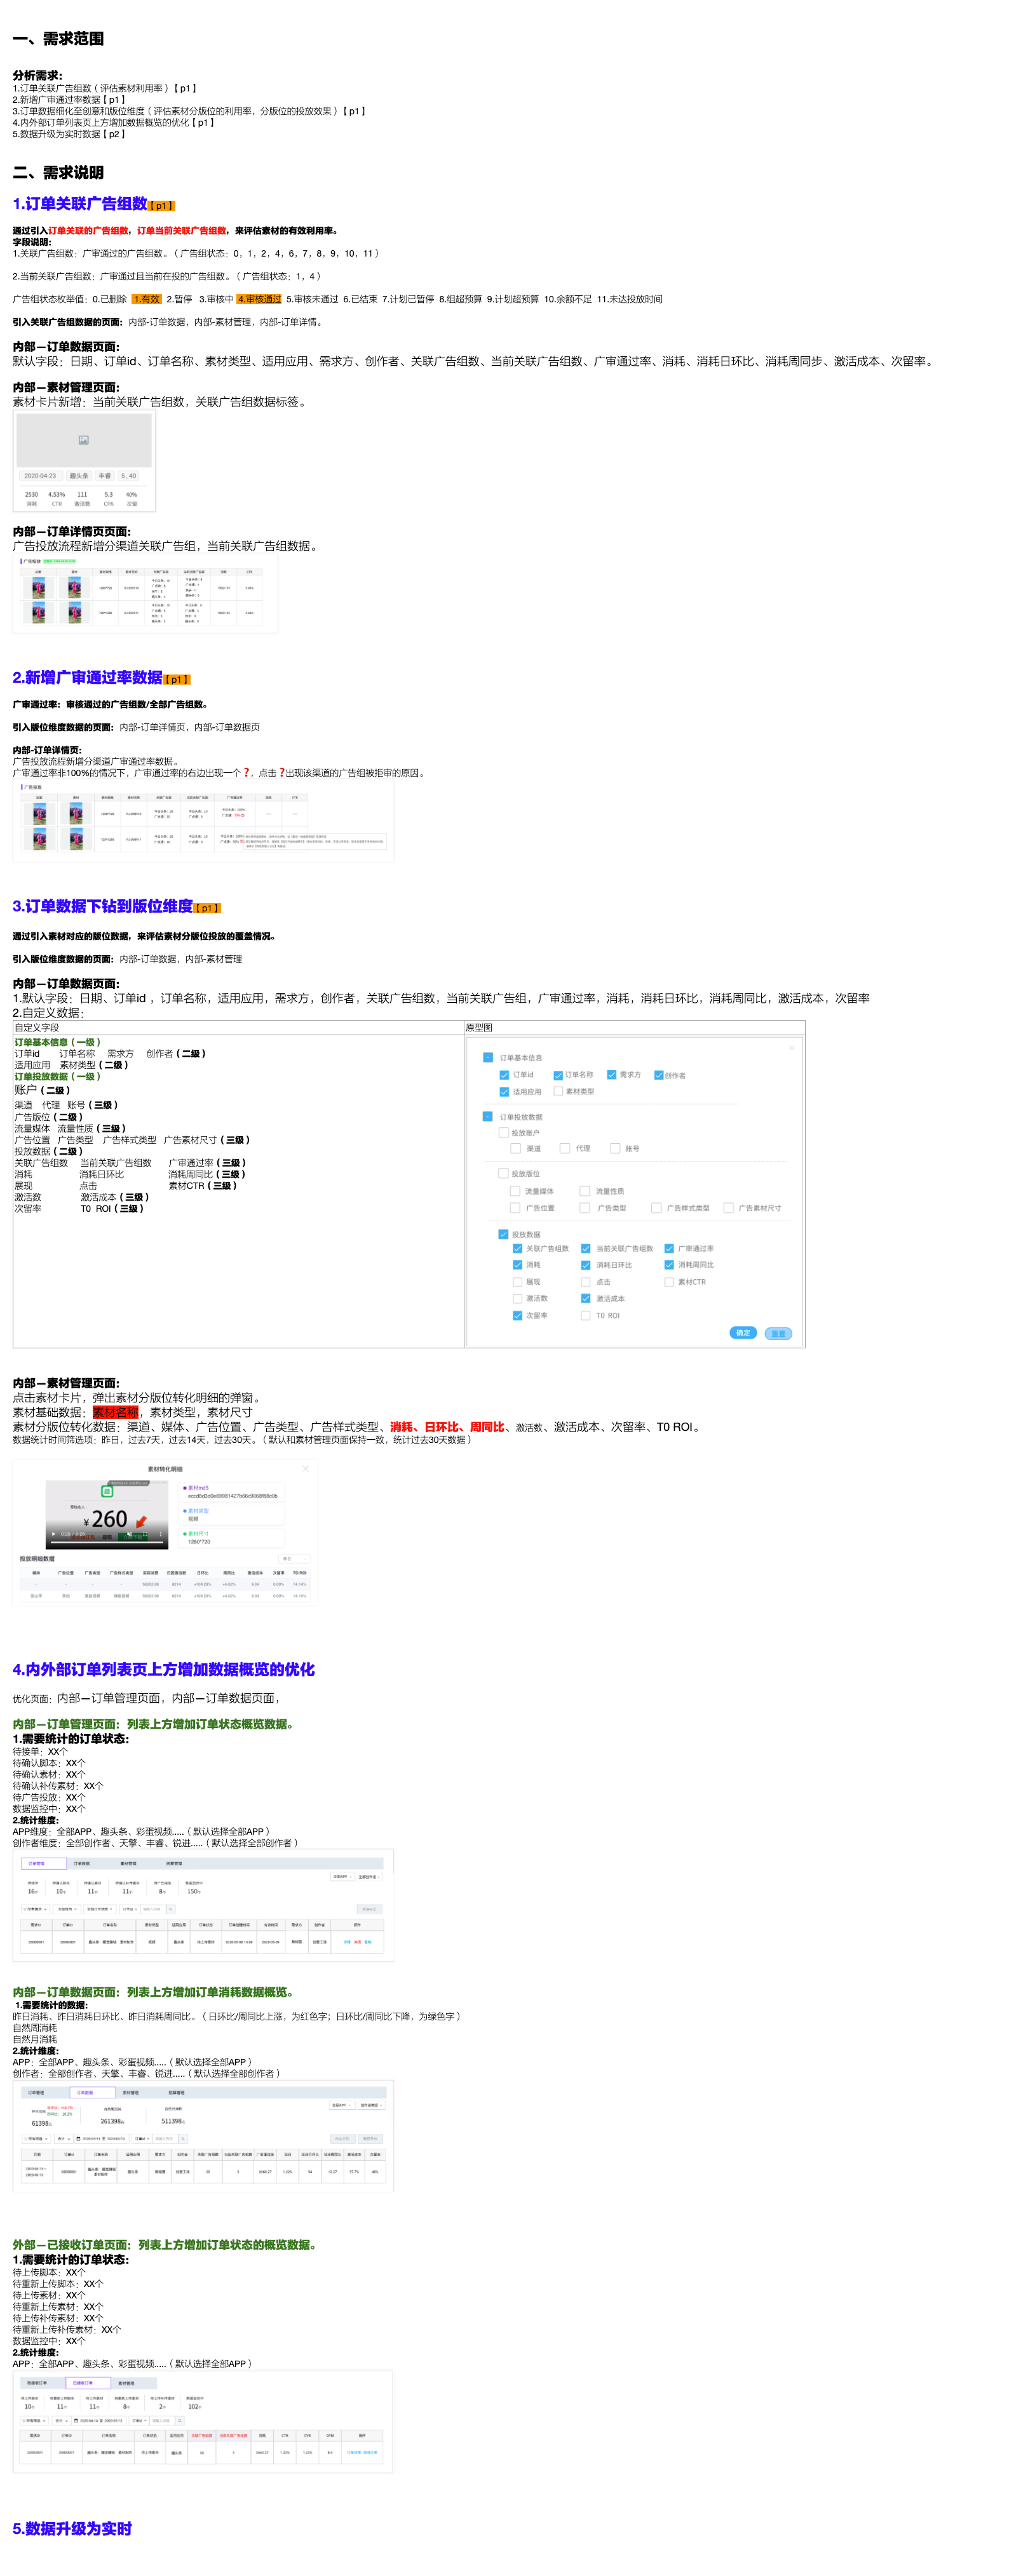 一、需求范围
分析需求：
1.订单关联广告组数（评估素材利用率）【p1】
2.新增广审通过率数据【p1】
3.订单数据细化至创意和版位维度（评估素材分版位的利用率，分版位的投放效果）【p1】
4.内外部订单列表页上方增加数据概览的优化【p1】
5.数据升级为实时数据【p2】
二、需求说明
1.订单关联广告组数【p1】
通过引入订单关联的广告组数，订单当前关联广告组数，来评估素材的有效利用率。
字段说明：
1.关联广告组数：广审通过的广告组数。（广告组状态：0，1，2，4，6，7，8，9，10，11）
2.当前关联广告组数：广审通过且当前在投的广告组数。（广告组状态：1，4）
广告组状态枚举值：0.已删除 1.有效 2.暂停 3.审核中 4.审核通过 5.审核未通过 6.已结束 7.计划已暂停 8.组超预算 9.计划超预算 10.余额不足 11.未达投放时间
引入关联广告组数据的页面：内部-订单数据，内部-素材管理，内部-订单详情。
内部—订单数据页面：
默认字段：日期、订单id、订单名称、素材类型、适用应用、需求方、创作者、关联广告组数、当前关联广告组数、广审通过率、消耗、消耗日环比、消耗周同步、激活成本、次留率。
内部—素材管理页面：
素材卡片新增：当前关联广告组数，关联广告组数据标签。
2020-04-23 趣头条 丰睿 5，40
2530 4.53% 111 5.3 40%
消耗 CTR 激活数 CPA 次留
内部—订单详情页页面：
广告投放流程新增分渠道关联广告组，当前关联广告组数据。
广告投放
2.新增广审通过率数据【p1】
广审通过率：审核通过的广告组数/全部广告组数。
引入版位维度数据的页面：内部-订单详情页，内部-订单数据页
内部-订单详情页：
广告投放流程新增分渠道广审通过率数据。
广审通过率非100%的情况下，广审通过率的右边出现一个❓，点击❓出现该渠道的广告组被拒审的原因。
广告投放
3.订单数据下钻到版位维度【p1】
通过引入素材对应的版位数据，来评估素材分版位投放的覆盖情况。
引入版位维度数据的页面：内部-订单数据，内部-素材管理
内部—订单数据页面：
1.默认字段：日期、订单id ，订单名称，适用应用，需求方，创作者，关联广告组数，当前关联广告组，广审通过率，消耗，消耗日环比，消耗周同比，激活成本，次留率
2.自定义数据：
自定义字段 原型图
订单基本信息（一级）
订单id 订单名称 需求方 创作者（二级）
适用应用 素材类型（二级）
订单投放数据（一级）
账户（二级）
渠道 代理 账号（三级）
广告版位（二级）
流量媒体 流量性质（三级）
广告位置 广告类型 广告样式类型 广告素材尺寸（三级）
投放数据（二级）
关联广告组数 当前关联广告组数 广审通过率（三级）
消耗 消耗日环比 消耗周同比（三级）
展现 点击 素材CTR（三级）
激活数 激活成本（三级）
次留率 T0 ROI（三级）
订单基本信息
订单id 订单名称 需求方 创作者
适用应用 素材类型
订单投放数据
投放账户
渠道 代理 账号
投放版位
流量媒体 流量性质
广告位置 广告类型 广告样式类型 广告素材尺寸
投放数据
关联广告组数 当前关联广告组数 广审通过率
消耗 消耗日环比 消耗周同比
展现 点击 素材CTR
激活数 激活成本
次留率 T0 ROI
确定 重置
内部—素材管理页面：
点击素材卡片，弹出素材分版位转化明细的弹窗。
素材基础数据：素材名称，素材类型，素材尺寸
素材分版位转化数据：渠道、媒体、广告位置、广告类型、广告样式类型、消耗、日环比、周同比、激活数、激活成本、次留率、T0 ROI。
数据统计时间筛选项：昨日，过去7天，过去14天，过去30天。（默认和素材管理页面保持一致，统计过去30天数据）
素材转化明细
素材md5
素材类型
视频
素材尺寸
1280*720
¥260
投放明细数据
媒体 广告位置 广告类型 广告样式类型 日环比 周同比 激活成本 次留率 T0 ROI
4.内外部订单列表页上方增加数据概览的优化
优化页面：内部—订单管理页面，内部—订单数据页面，
内部—订单管理页面：列表上方增加订单状态概览数据。
1.需要统计的订单状态：
待接单：XX个
待确认脚本：XX个
待确认素材：XX个
待确认补传素材：XX个
待广告投放：XX个
数据监控中：XX个
2.统计维度：
APP维度：全部APP、趣头条、彩蛋视频.....（默认选择全部APP）
创作者维度：全部创作者、天擎、丰睿、锐进.....（默认选择全部创作者）
订单管理 订单数据 素材管理 结算管理
16个 10个 11个 11个 8个 150个
内部—订单数据页面：列表上方增加订单消耗数据概览。
1.需要统计的数据：
昨日消耗、昨日消耗日环比、昨日消耗周同比。（日环比/周同比上涨，为红色字；日环比/周同比下降，为绿色字）
自然周消耗
自然月消耗
2.统计维度：
APP：全部APP、趣头条、彩蛋视频.....（默认选择全部APP）
创作者：全部创作者、天擎、丰睿、锐进.....（默认选择全部创作者）
订单管理 订单数据 素材管理 结算管理
61398元 261398元 511398元
外部—已接收订单页面：列表上方增加订单状态的概览数据。
1.需要统计的订单状态：
待上传脚本：XX个
待重新上传脚本：XX个
待上传素材：XX个
待重新上传素材：XX个
待上传补传素材：XX个
待重新上传补传素材：XX个
数据监控中：XX个
2.统计维度：
APP：全部APP、趣头条、彩蛋视频.....（默认选择全部APP）
待接收订单 已接收订单 素材管理
10个 11个 11个 8个 2个 102个
5.数据升级为实时